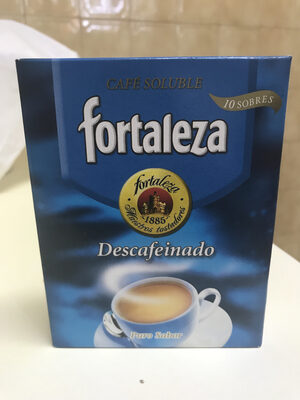 CAFÉ SOLUBLE
10 SOBRES
fortaleza
fortaleza
1885
Maestros tostadores
Descafeinado
Puro Sabor